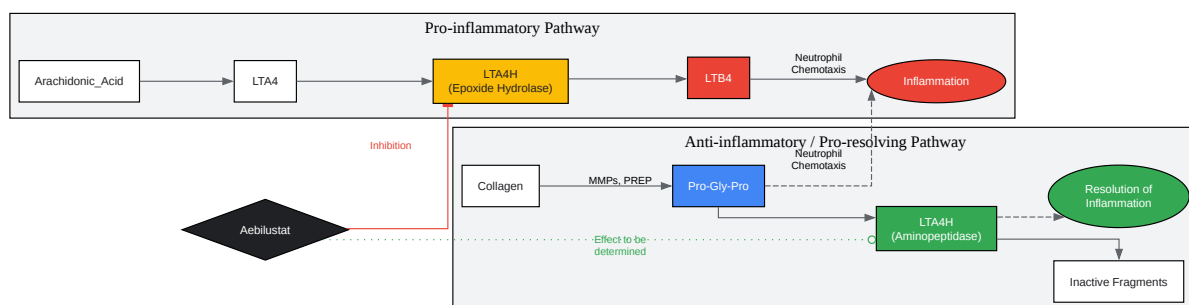 Pro-inflammatory Pathway
Arachidonic_Acid
LTA4
LTA4H
(Epoxide Hydrolase)
LTB4
Neutrophil
Chemotaxis
Inflammation
Inhibition
Anti-inflammatory / Pro-resolving Pathway
Neutrophil
Chemotaxis
Collagen
MMPs, PREP
Pro-Gly-Pro
Resolution of
Inflammation
LTA4H
(Aminopeptidase)
Aebilustat
Effect to be
determined
Inactive Fragments